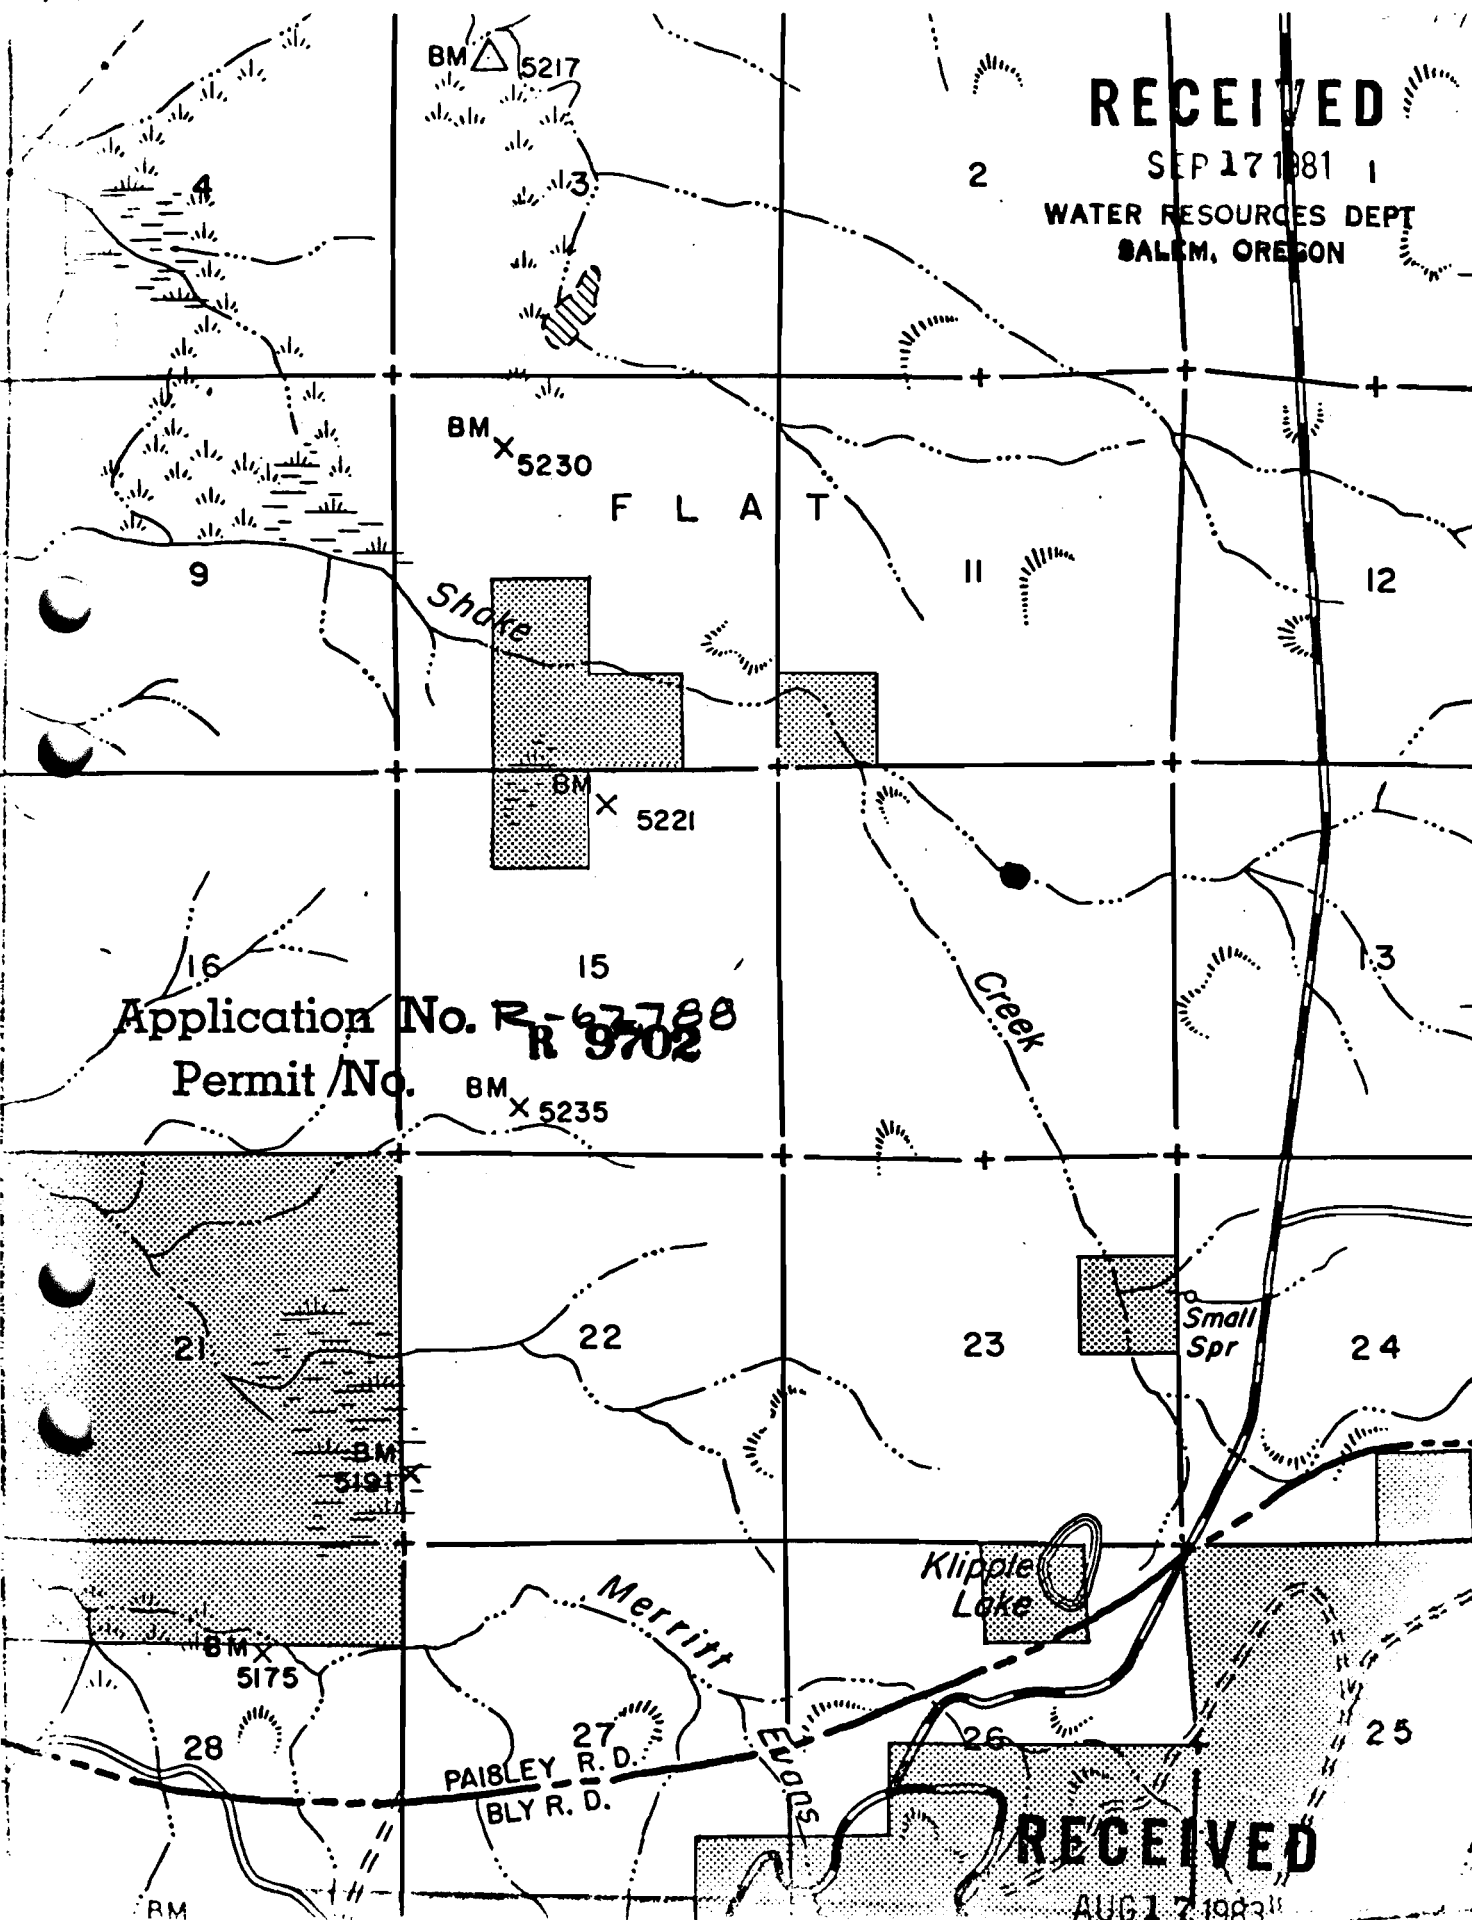 BM 5217
RECEIVED
SEP 17 1981
WATER RESOURCES DEPT
SALEM, OREGON
4
3
2
1
BM
5230
F L A T
9
11
12
Shake
BM
5221
16
15
13
Creek
Application No. R-62788
R 9702
Permit No.
BM
5235
21
22
23
Small
Spr
24
BM
5191
Klipple
Lake
Merritt
BM
5175
28
27
26
25
Evans
PAISLEY R. D.
BLY R. D.
RECEIVED
AUG 17 1983
BM